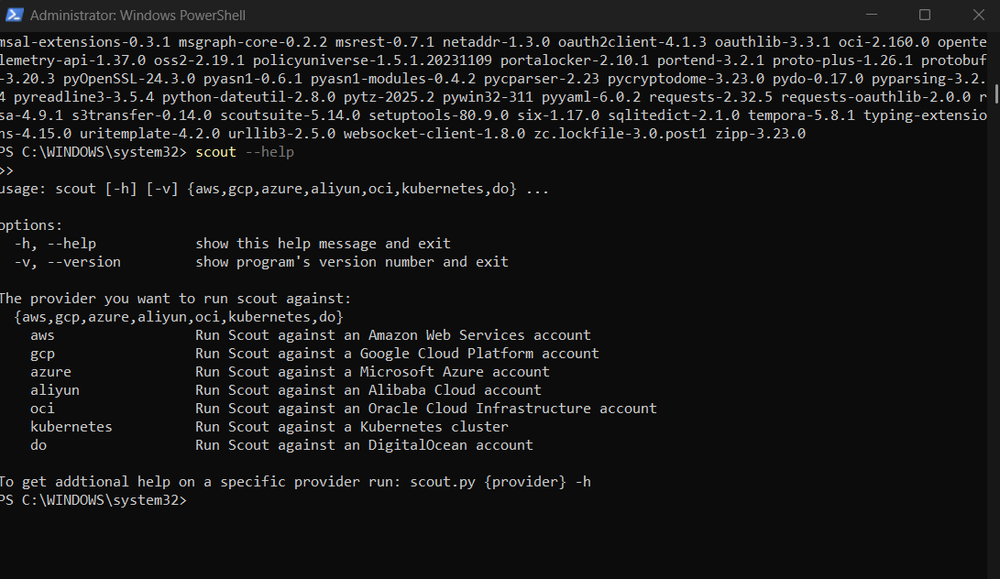 Administrator: Windows PowerShell
msal-extensions-0.3.1 msgraph-core-0.2.2 msrest-0.7.1 netaddr-1.3.0 oauth2client-4.1.3 oauthlib-3.3.1 oci-2.160.0 opente
lemetry-api-1.37.0 oss2-2.19.1 policyuniverse-1.5.1.20231109 portalocker-2.10.1 portend-3.2.1 proto-plus-1.26.1 protobuf
-3.20.3 pyOpenSSL-24.3.0 pyasn1-0.6.1 pyasn1-modules-0.4.2 pycparser-2.23 pycryptodome-3.23.0 pydo-0.17.0 pyparsing-3.2.
4 pyreadline3-3.5.4 python-dateutil-2.8.0 pytz-2025.2 pywin32-311 pyyaml-6.0.2 requests-2.32.5 requests-oauthlib-2.0.0 r
sa-4.9.1 s3transfer-0.14.0 scoutsuite-5.14.0 setuptools-80.9.0 six-1.17.0 sqlitedict-2.1.0 tempora-5.8.1 typing-extensio
ns-4.15.0 uritemplate-4.2.0 urllib3-2.5.0 websocket-client-1.8.0 zc.lockfile-3.0.post1 zipp-3.23.0
PS C:\WINDOWS\system32> scout --help
>>
usage: scout [-h] [-v] {aws,gcp,azure,aliyun,oci,kubernetes,do} ...
options:
-h, --help show this help message and exit
-v, --version show program's version number and exit
The provider you want to run scout against:
{aws,gcp,azure,aliyun,oci,kubernetes,do}
aws Run Scout against an Amazon Web Services account
gcp Run Scout against a Google Cloud Platform account
azure Run Scout against a Microsoft Azure account
aliyun Run Scout against an Alibaba Cloud account
oci Run Scout against an Oracle Cloud Infrastructure account
kubernetes Run Scout against a Kubernetes cluster
do Run Scout against an DigitalOcean account
To get addtional help on a specific provider run: scout.py {provider} -h
PS C:\WINDOWS\system32>